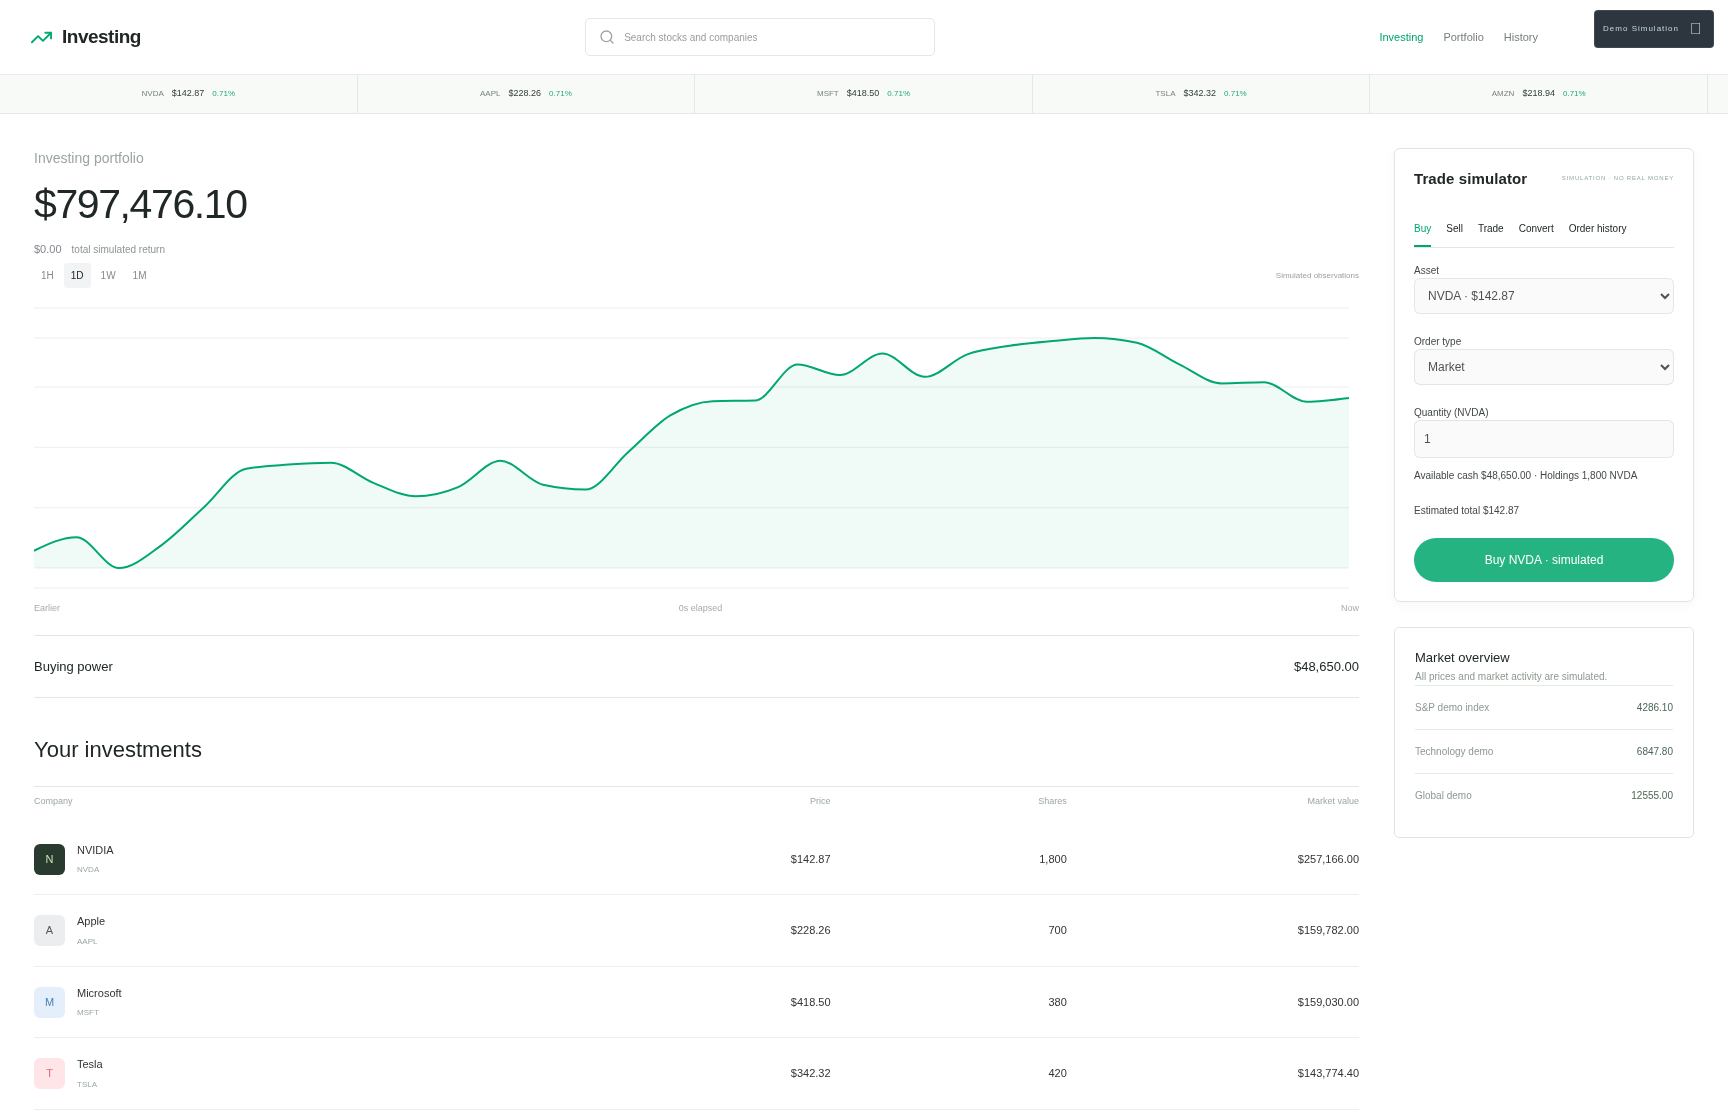 Investing
Search stocks and companies
Investing Portfolio History
Demo Simulation
NVDA $142.87 0.71%
AAPL $228.26 0.71%
MSFT $418.50 0.71%
TSLA $342.32 0.71%
AMZN $218.94 0.71%
Investing portfolio
$797,476.10
$0.00 total simulated return
1H 1D 1W 1M
Simulated observations
Earlier 0s elapsed Now
Buying power $48,650.00
Your investments
Company Price Shares Market value
N NVIDIA
NVDA
$142.87 1,800 $257,166.00
A Apple
AAPL
$228.26 700 $159,782.00
M Microsoft
MSFT
$418.50 380 $159,030.00
T Tesla
TSLA
$342.32 420 $143,774.40
Trade simulator
SIMULATION · NO REAL MONEY
Buy Sell Trade Convert Order history
Asset
NVDA · $142.87
Order type
Market
Quantity (NVDA)
1
Available cash $48,650.00 · Holdings 1,800 NVDA
Estimated total $142.87
Buy NVDA · simulated
Market overview
All prices and market activity are simulated.
S&P demo index 4286.10
Technology demo 6847.80
Global demo 12555.00